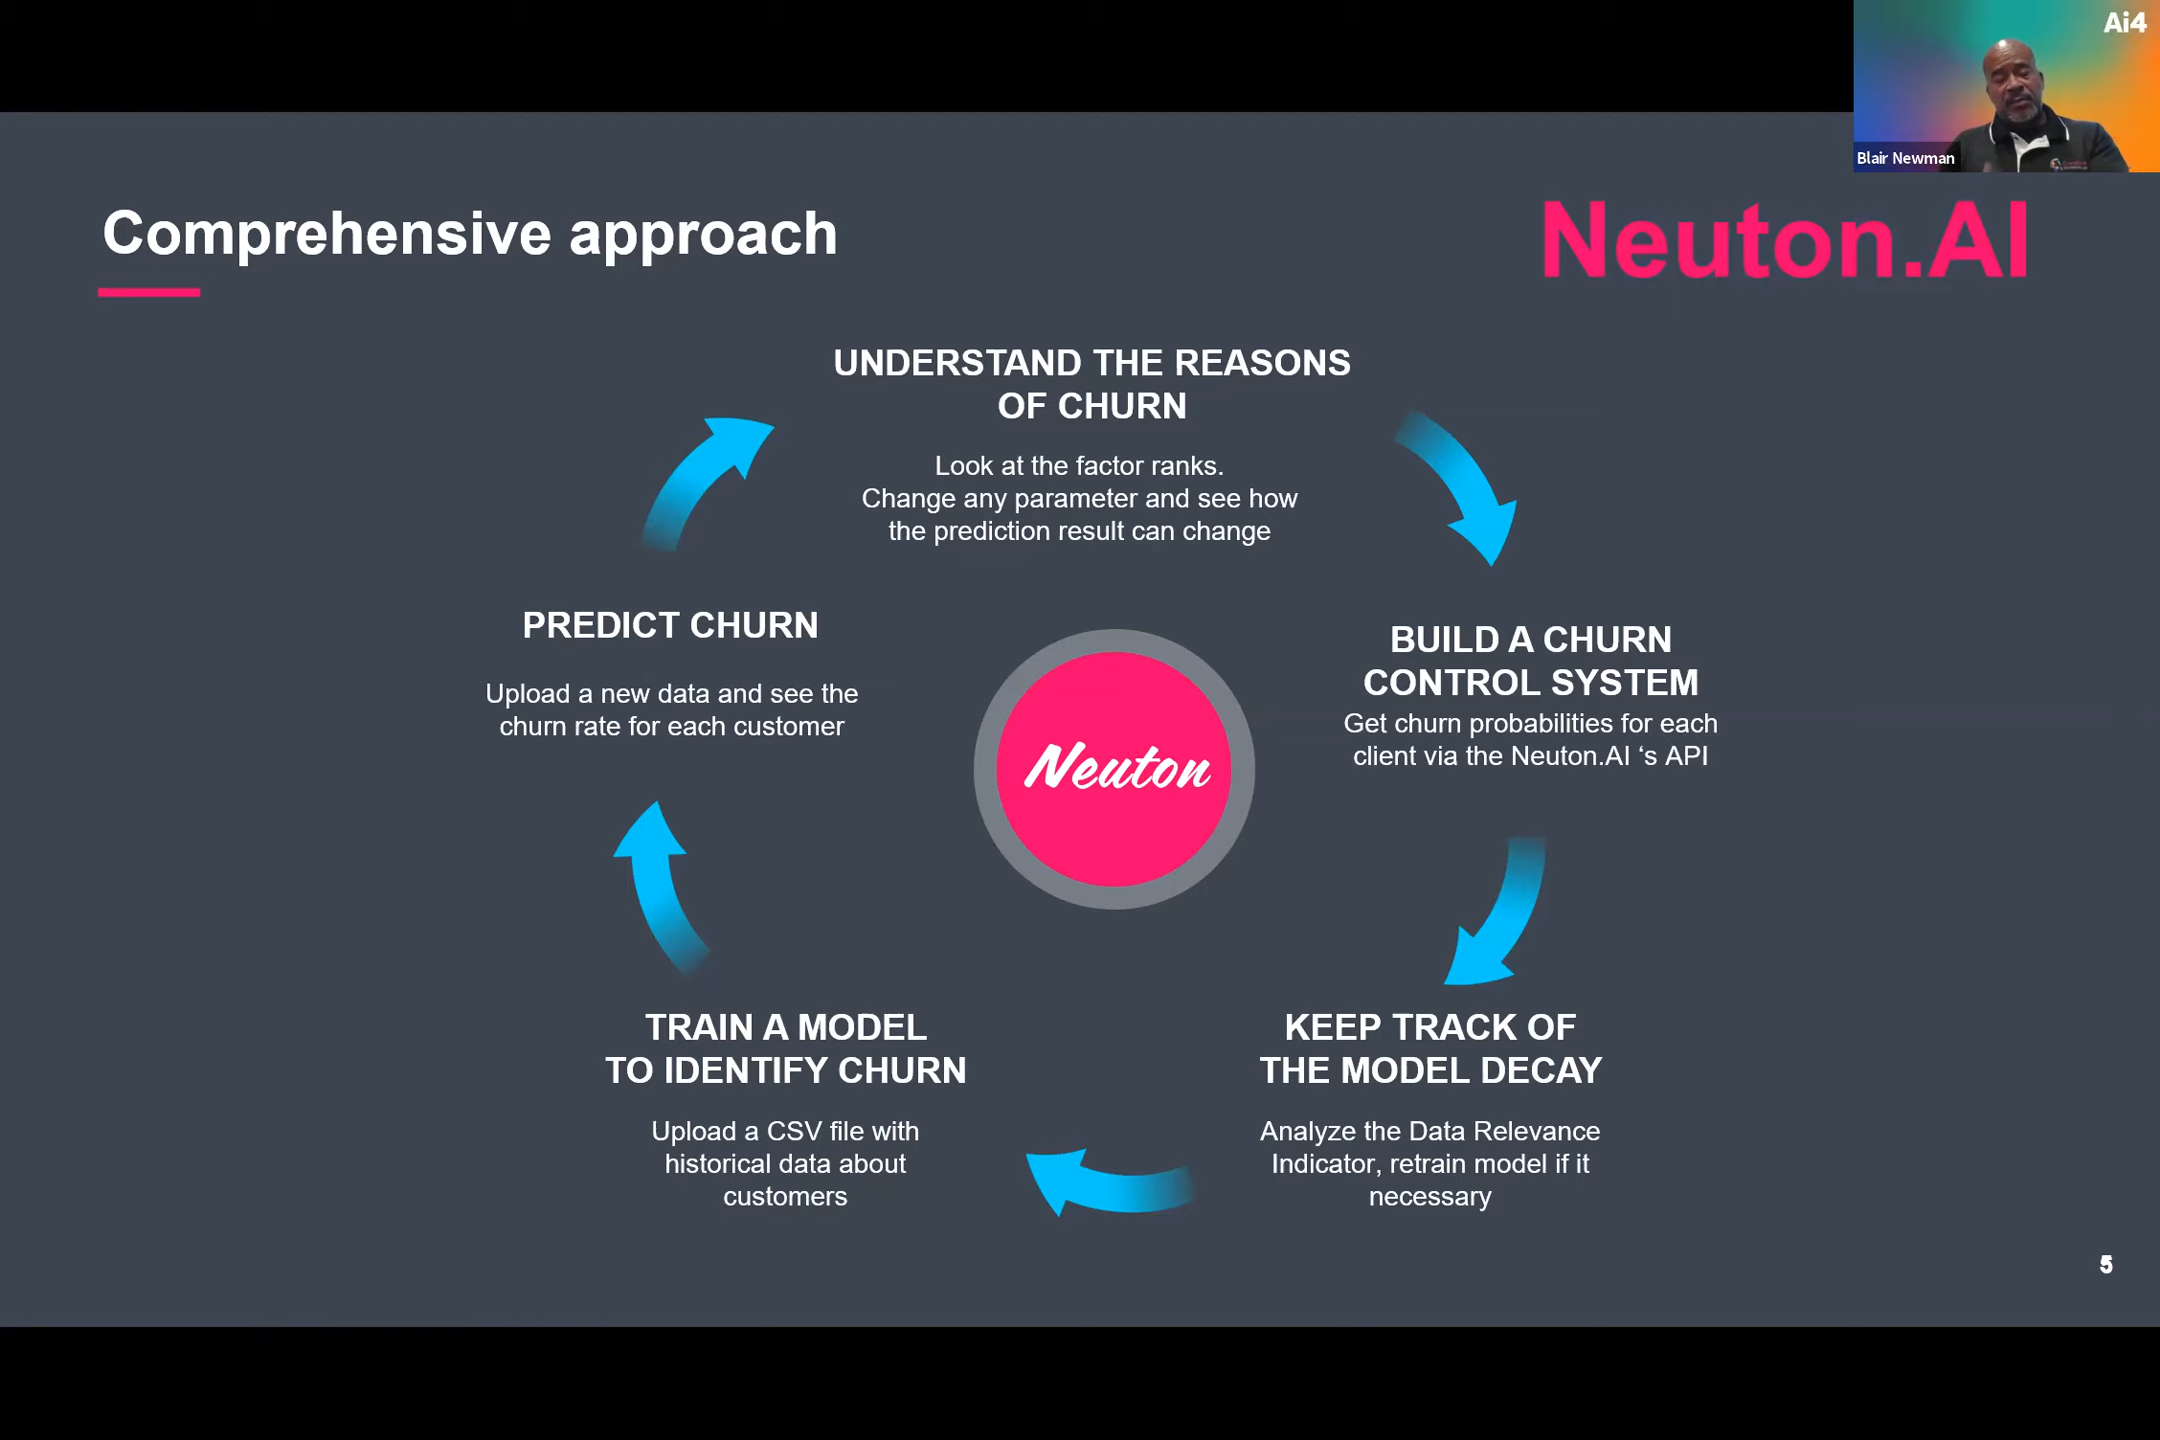 Ai4
Blair Newman
Comprehensive approach
Neuton.AI
UNDERSTAND THE REASONS
OF CHURN
Look at the factor ranks.
Change any parameter and see how
the prediction result can change
PREDICT CHURN
Upload a new data and see the
churn rate for each customer
BUILD A CHURN
CONTROL SYSTEM
Get churn probabilities for each
client via the Neuton.AI ‘s API
Neuton
TRAIN A MODEL
TO IDENTIFY CHURN
Upload a CSV file with
historical data about
customers
KEEP TRACK OF
THE MODEL DECAY
Analyze the Data Relevance
Indicator, retrain model if it
necessary
5